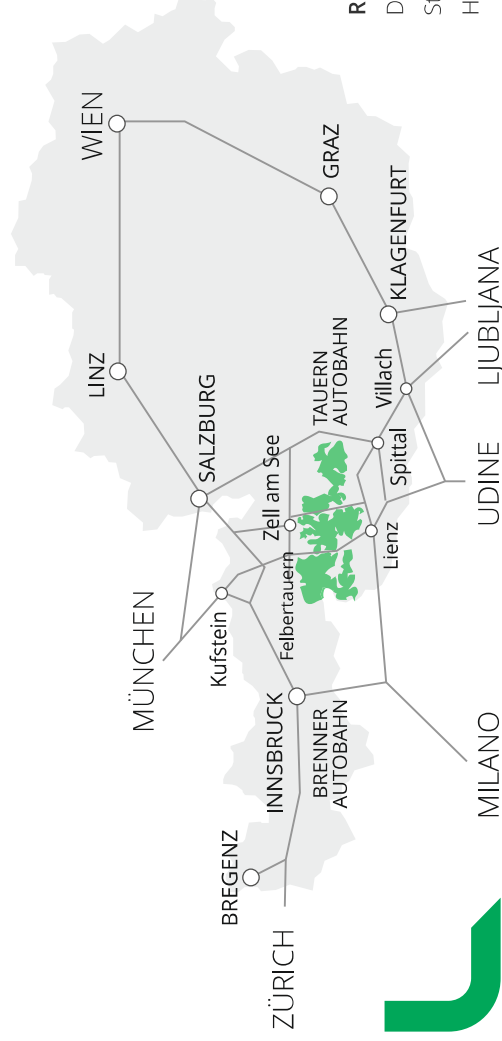 WIEN
LINZ
MÜNCHEN
SALZBURG
GRAZ
Kufstein
Zell am See
TAUERN
AUTOBAHN
KLAGENFURT
BREGENZ
INNSBRUCK
Felbertauern
Villach
ZÜRICH
BRENNER
AUTOBAHN
Lienz
Spittal
MILANO
UDINE
LJUBLJANA
R
D
St
H